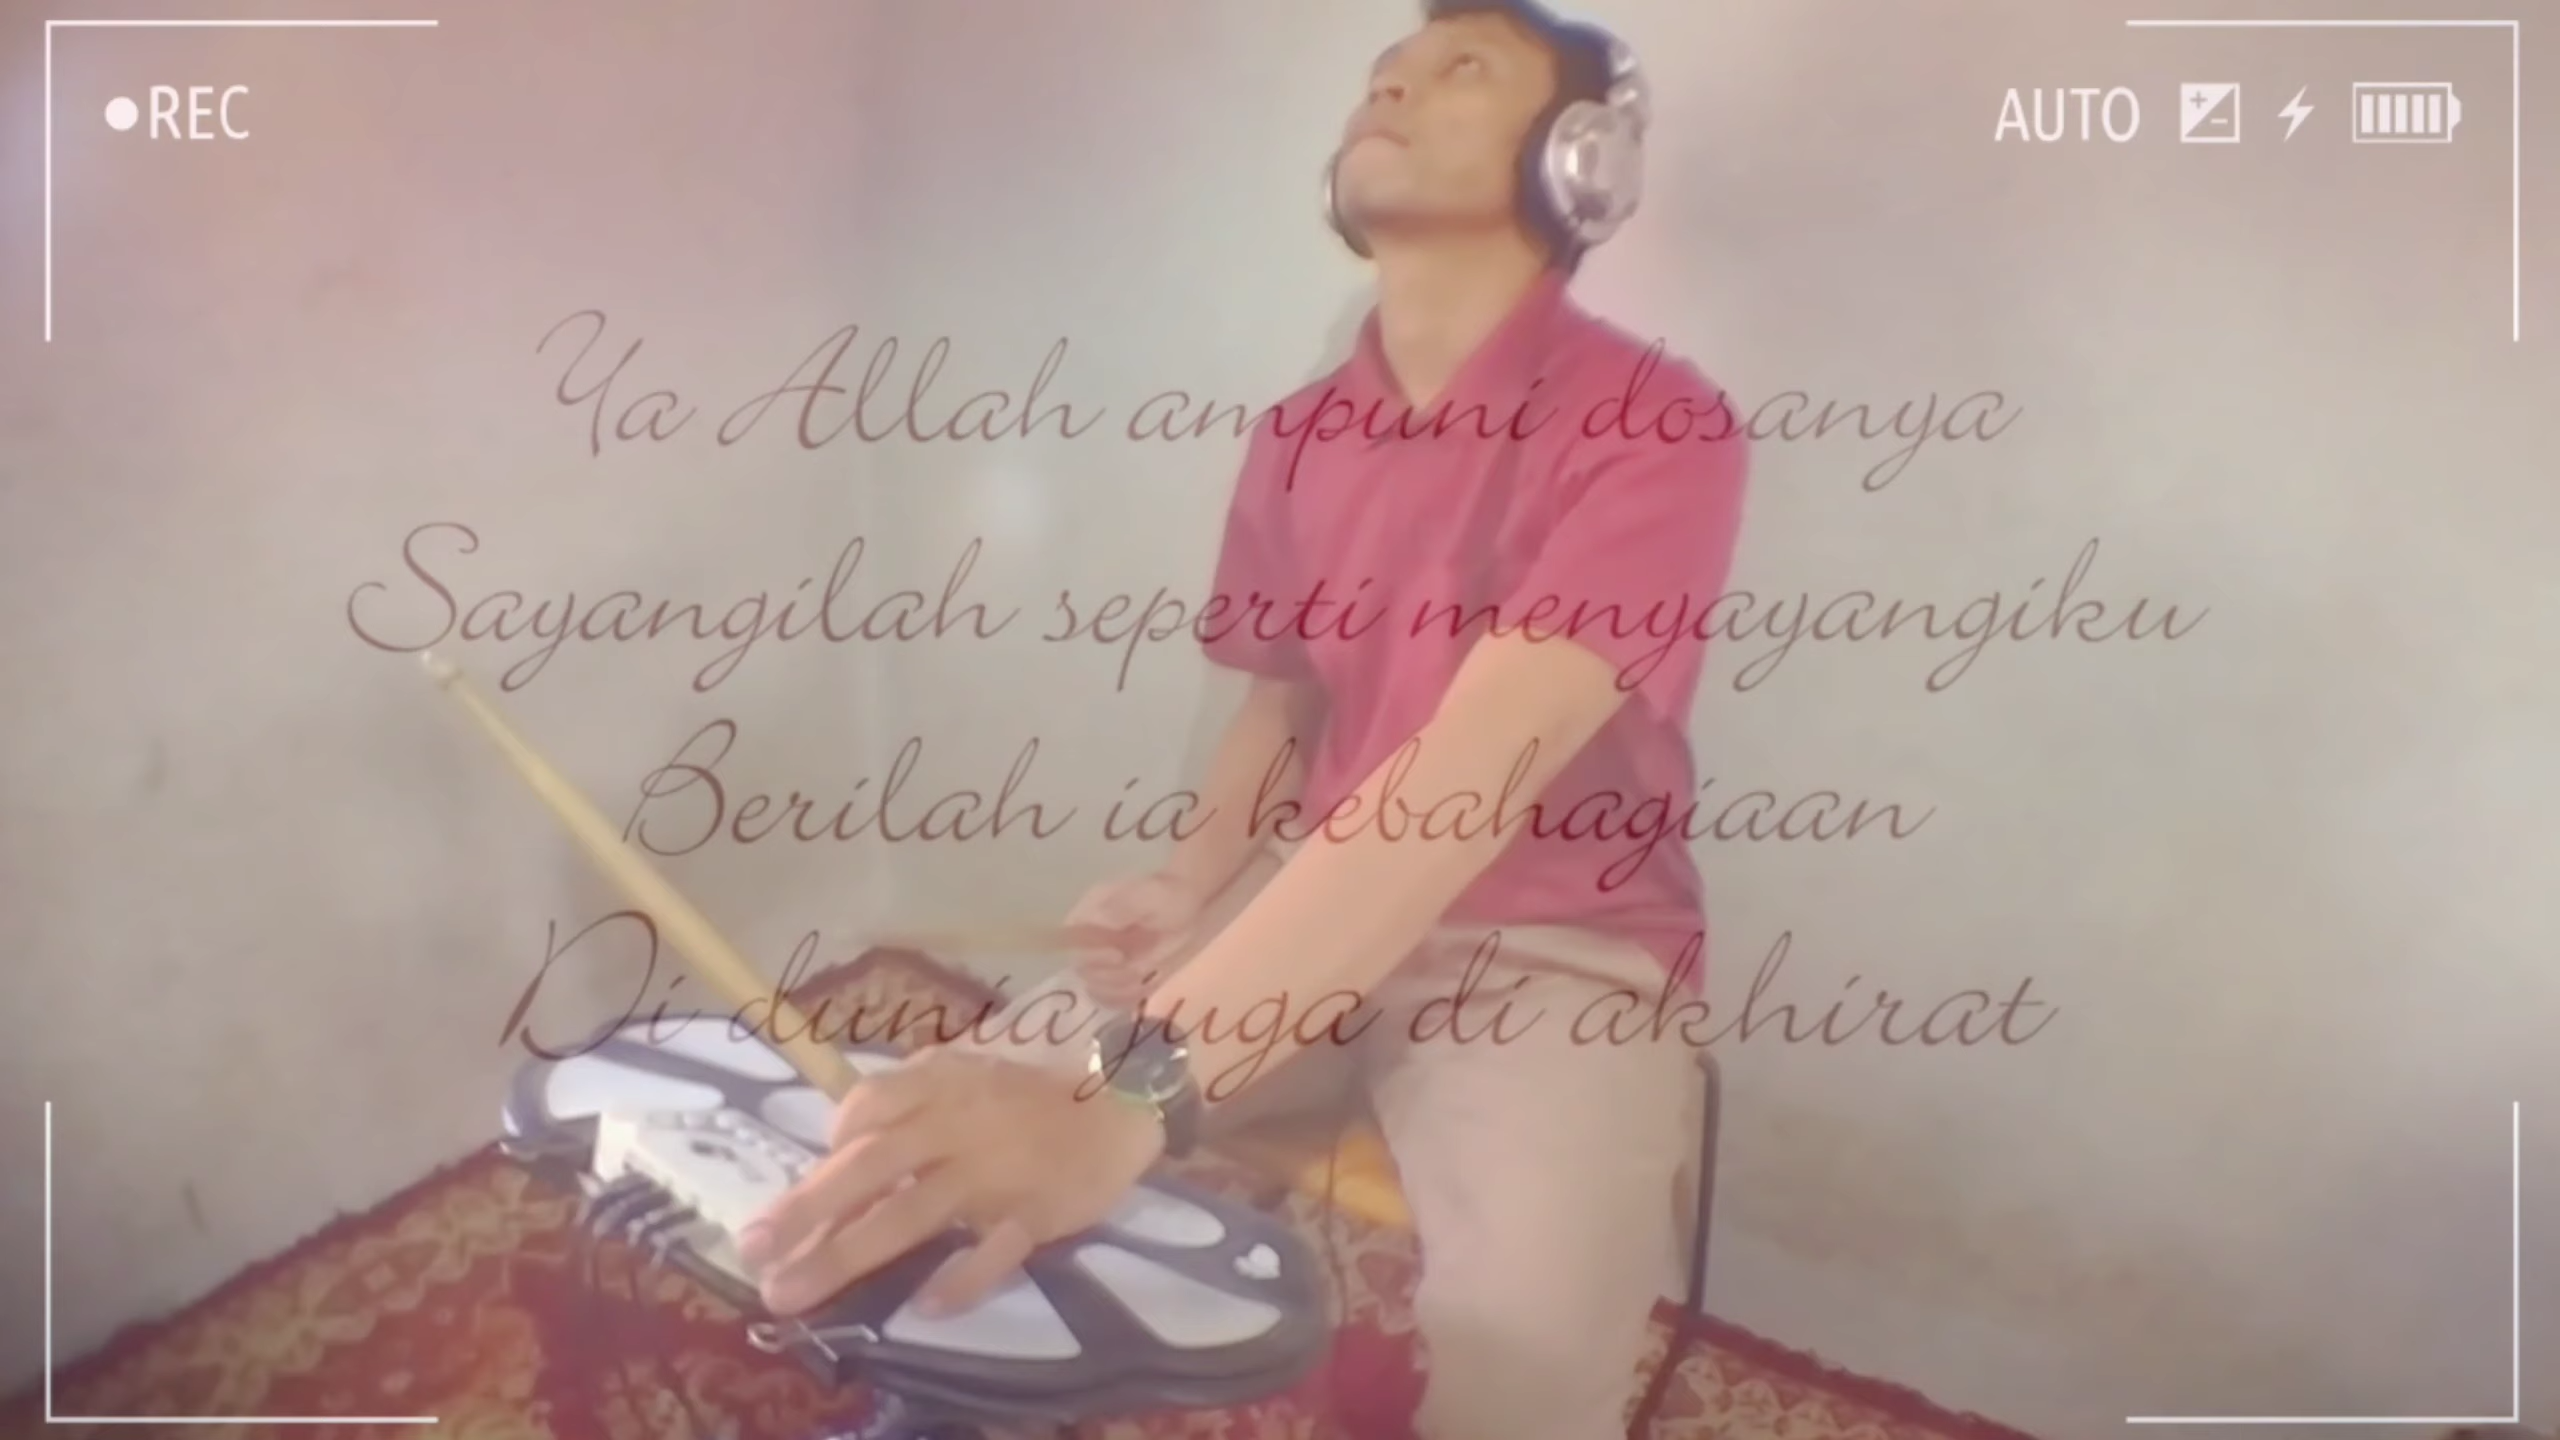 REC
AUTO
Ya Allah ampuni dosanya
Sayangilah seperti menyayangiku
Berilah ia kebahagiaan
Di dunia juga di akhirat